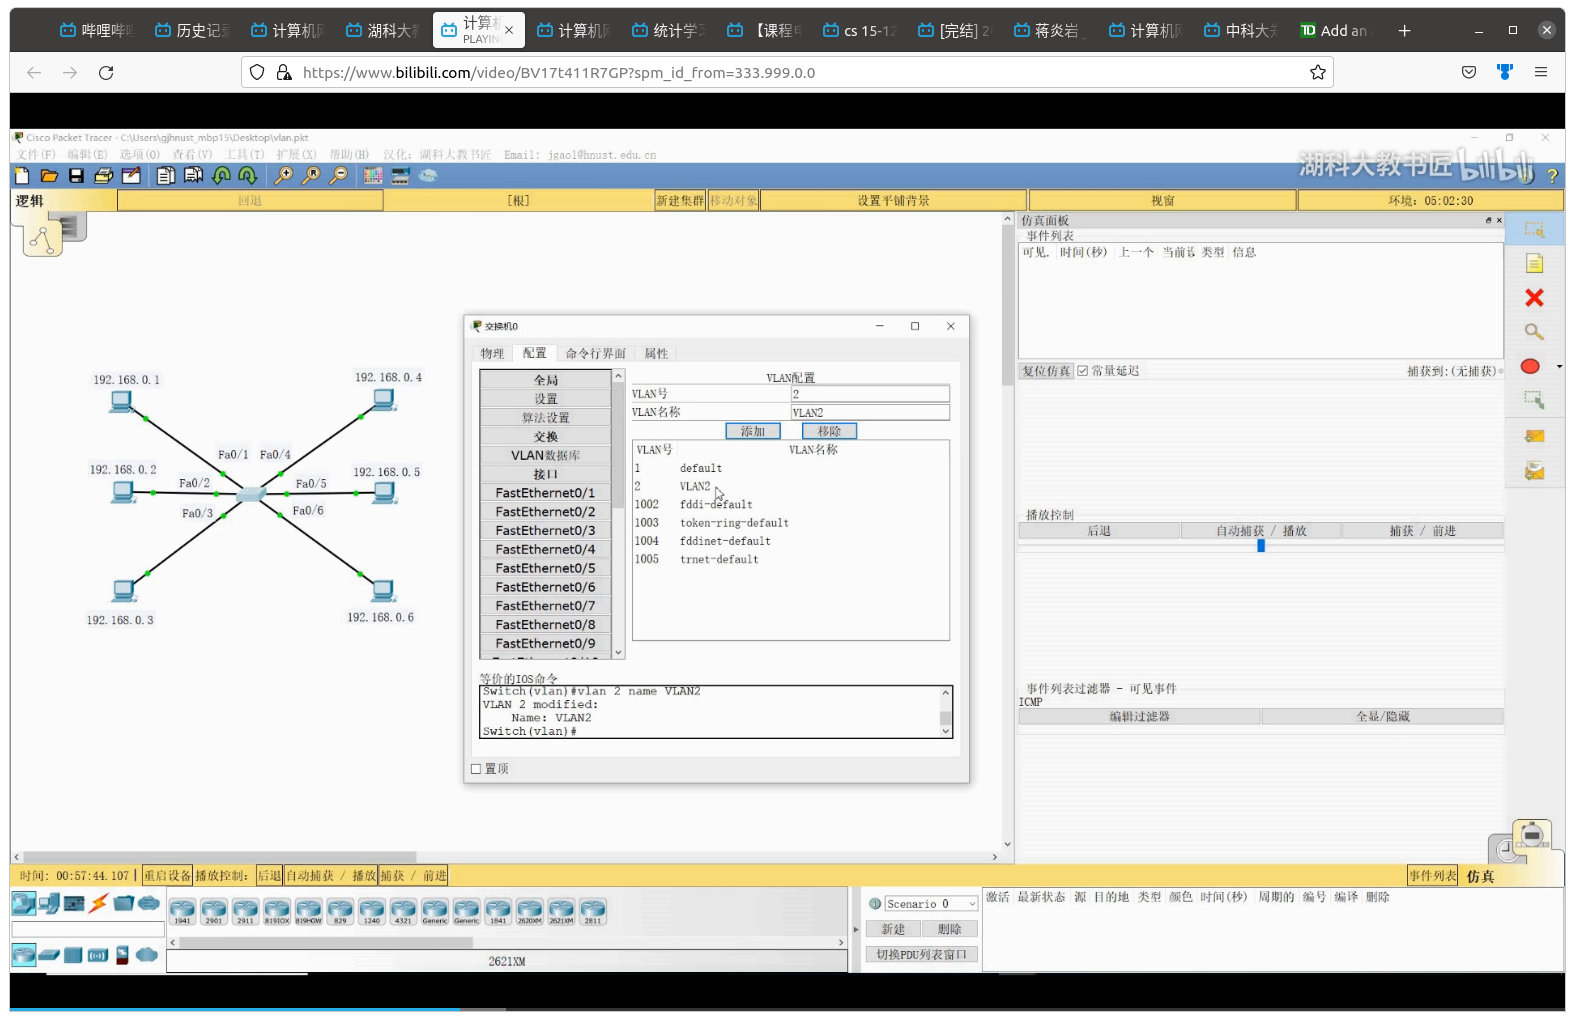 哔哩哔哩
历史记录
计算机网
湖科大教
计算机
PLAYING
计算机网
统计学习
【课程
cs 15-12
[完结] 2
蒋炎岩
计算机网
中科大郑
Add an
https://www.bilibili.com/video/BV17t411R7GP?spm_id_from=333.999.0.0
Cisco Packet Tracer - C:\Users\gjhnust_mbp15\Desktop\vlan.pkt
文件(F) 编辑(E) 选项(O) 查看(V) 工具(T) 扩展(X) 帮助(H) 汉化: 湖科大教书匠 Email: jgaol@hnust.edu.cn
湖科大教书匠 bilibili
逻辑 回退 [根] 新建集群 移动对象 设置平铺背景 视窗 环境: 05:02:30
仿真面板
事件列表
可见. 时间(秒) 上一个 当前设 类型 信息
复位仿真 常量延迟 捕获到:(无捕获)*
播放控制
后退 自动捕获 / 播放 捕获 / 前进
事件列表过滤器 - 可见事件
ICMP
编辑过滤器 全显/隐藏
192.168.0.1
192.168.0.4
Fa0/1 Fa0/4
192.168.0.2
192.168.0.5
Fa0/2 Fa0/5
Fa0/3 Fa0/6
192.168.0.3
192.168.0.6
交换机0
物理 配置 命令行界面 属性
全局
设置
算法设置
交换
VLAN数据库
接口
FastEthernet0/1
FastEthernet0/2
FastEthernet0/3
FastEthernet0/4
FastEthernet0/5
FastEthernet0/6
FastEthernet0/7
FastEthernet0/8
FastEthernet0/9
VLAN配置
VLAN号 2
VLAN名称 VLAN2
添加 移除
VLAN号 VLAN名称
1 default
2 VLAN2
1002 fddi-default
1003 token-ring-default
1004 fddinet-default
1005 trnet-default
等价的IOS命令
Switch(vlan)#vlan 2 name VLAN2
VLAN 2 modified:
Name: VLAN2
Switch(vlan)#
置顶
时间: 00:57:44.107 重启设备 播放控制: 后退 自动捕获 / 播放 捕获 / 前进
事件列表 仿真
1941 2901 2911 819IOX 819HGW 829 1240 4321 Generic Generic 1841 2620XM 2621XM 2811
2621XM
Scenario 0
新建 删除
切换PDU列表窗口
激活 最新状态 源 目的地 类型 颜色 时间(秒) 周期的 编号 编译 删除